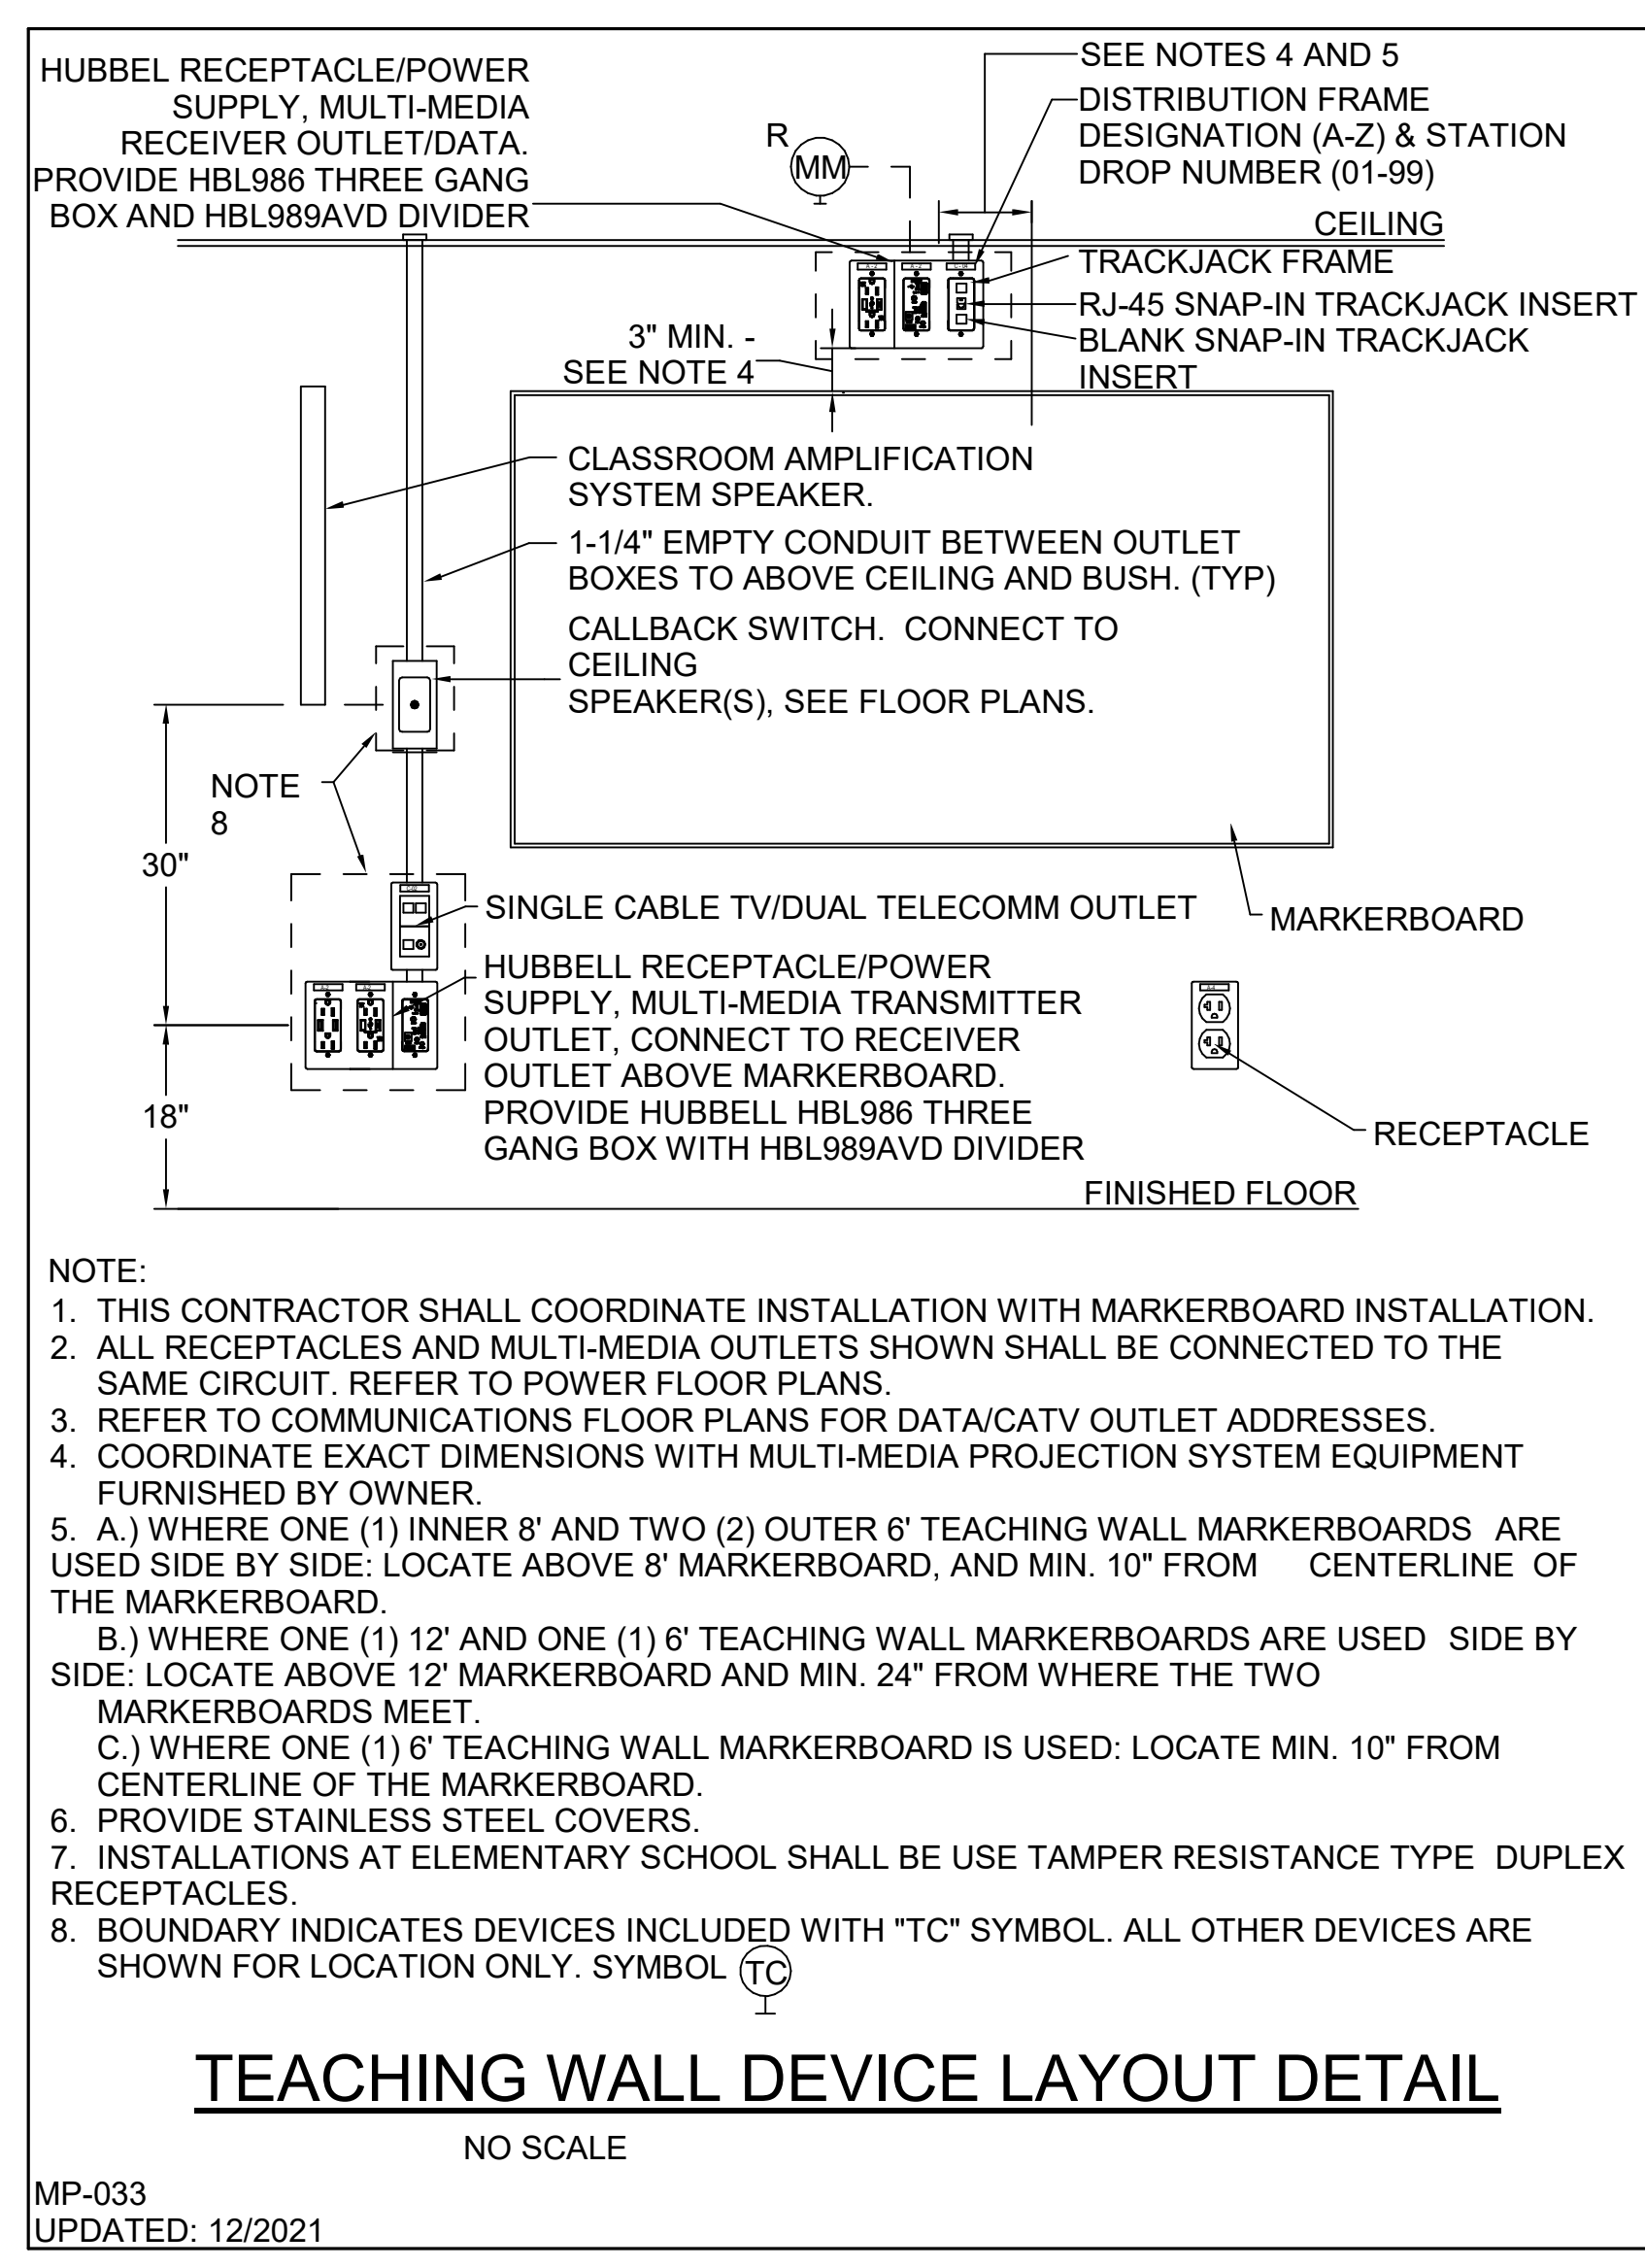 HUBBEL RECEPTACLE/POWER
SUPPLY, MULTI-MEDIA
RECEIVER OUTLET/DATA.
PROVIDE HBL986 THREE GANG
BOX AND HBL989AVD DIVIDER
R
MM
SEE NOTES 4 AND 5
DISTRIBUTION FRAME
DESIGNATION (A-Z) & STATION
DROP NUMBER (01-99)
CEILING
TRACKJACK FRAME
RJ-45 SNAP-IN TRACKJACK INSERT
BLANK SNAP-IN TRACKJACK
INSERT
A-2
A-2
3" MIN. -
SEE NOTE 4
CLASSROOM AMPLIFICATION
SYSTEM SPEAKER.
1-1/4" EMPTY CONDUIT BETWEEN OUTLET
BOXES TO ABOVE CEILING AND BUSH. (TYP)
CALLBACK SWITCH.  CONNECT TO
CEILING
SPEAKER(S), SEE FLOOR PLANS.
NOTE
8
30"
SINGLE CABLE TV/DUAL TELECOMM OUTLET
MARKERBOARD
HUBBELL RECEPTACLE/POWER
SUPPLY, MULTI-MEDIA TRANSMITTER
OUTLET, CONNECT TO RECEIVER
OUTLET ABOVE MARKERBOARD.
PROVIDE HUBBELL HBL986 THREE
GANG BOX WITH HBL989AVD DIVIDER
18"
RECEPTACLE
FINISHED FLOOR
NOTE:
1. THIS CONTRACTOR SHALL COORDINATE INSTALLATION WITH MARKERBOARD INSTALLATION.
2. ALL RECEPTACLES AND MULTI-MEDIA OUTLETS SHOWN SHALL BE CONNECTED TO THE
SAME CIRCUIT. REFER TO POWER FLOOR PLANS.
3. REFER TO COMMUNICATIONS FLOOR PLANS FOR DATA/CATV OUTLET ADDRESSES.
4. COORDINATE EXACT DIMENSIONS WITH MULTI-MEDIA PROJECTION SYSTEM EQUIPMENT
FURNISHED BY OWNER.
5. A.) WHERE ONE (1) INNER 8' AND TWO (2) OUTER 6' TEACHING WALL MARKERBOARDS ARE
USED SIDE BY SIDE: LOCATE ABOVE 8' MARKERBOARD, AND MIN. 10" FROM CENTERLINE OF
THE MARKERBOARD.
B.) WHERE ONE (1) 12' AND ONE (1) 6' TEACHING WALL MARKERBOARDS ARE USED SIDE BY
SIDE: LOCATE ABOVE 12' MARKERBOARD AND MIN. 24" FROM WHERE THE TWO
MARKERBOARDS MEET.
C.) WHERE ONE (1) 6' TEACHING WALL MARKERBOARD IS USED: LOCATE MIN. 10" FROM
CENTERLINE OF THE MARKERBOARD.
6. PROVIDE STAINLESS STEEL COVERS.
7. INSTALLATIONS AT ELEMENTARY SCHOOL SHALL BE USE TAMPER RESISTANCE TYPE DUPLEX
RECEPTACLES.
8. BOUNDARY INDICATES DEVICES INCLUDED WITH "TC" SYMBOL. ALL OTHER DEVICES ARE
SHOWN FOR LOCATION ONLY. SYMBOL TC
TEACHING WALL DEVICE LAYOUT DETAIL
NO SCALE
MP-033
UPDATED: 12/2021